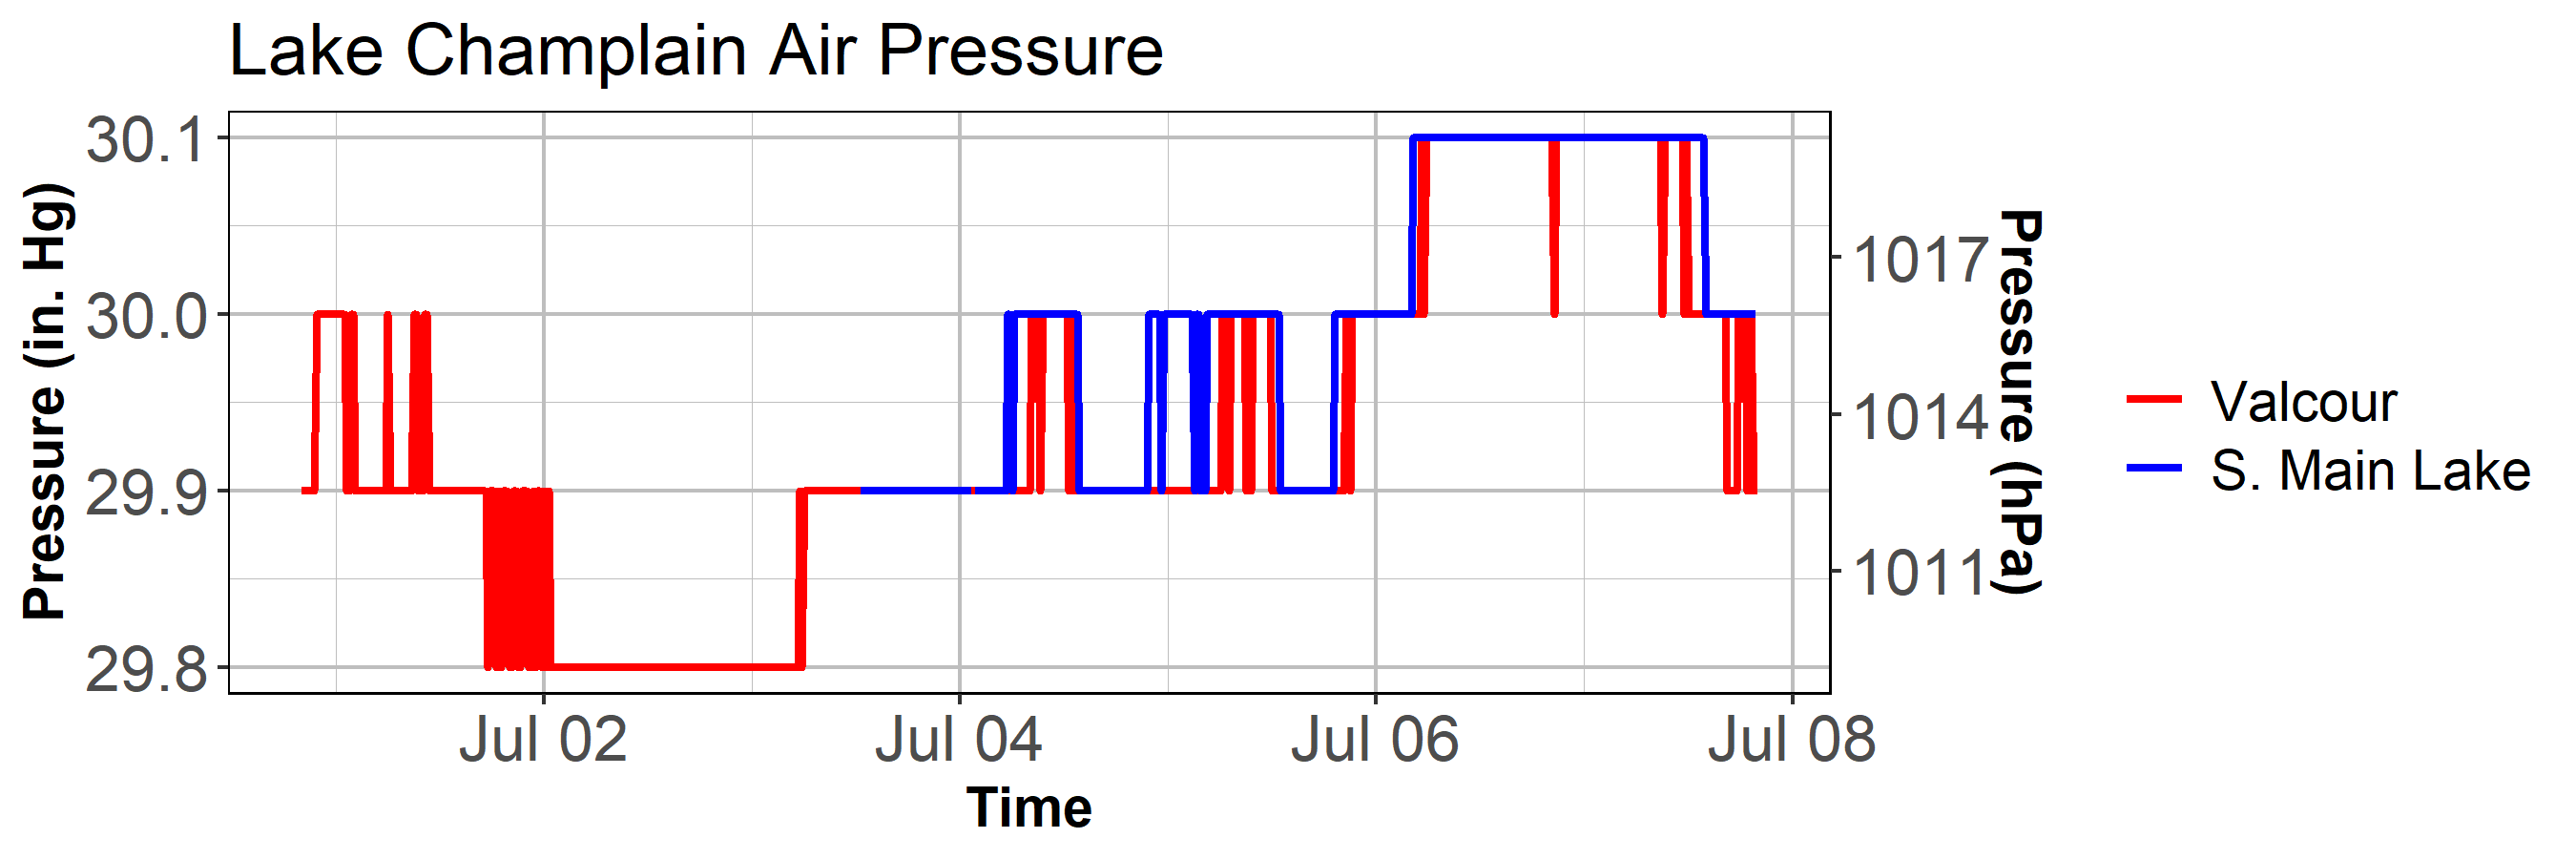 Lake Champlain Air Pressure
Pressure (in. Hg)
30.1
30.0
29.9
29.8
Jul 02
Jul 04
Jul 06
Jul 08
Time
1017
1014
1011
Pressure (hPa)
Valcour
S. Main Lake